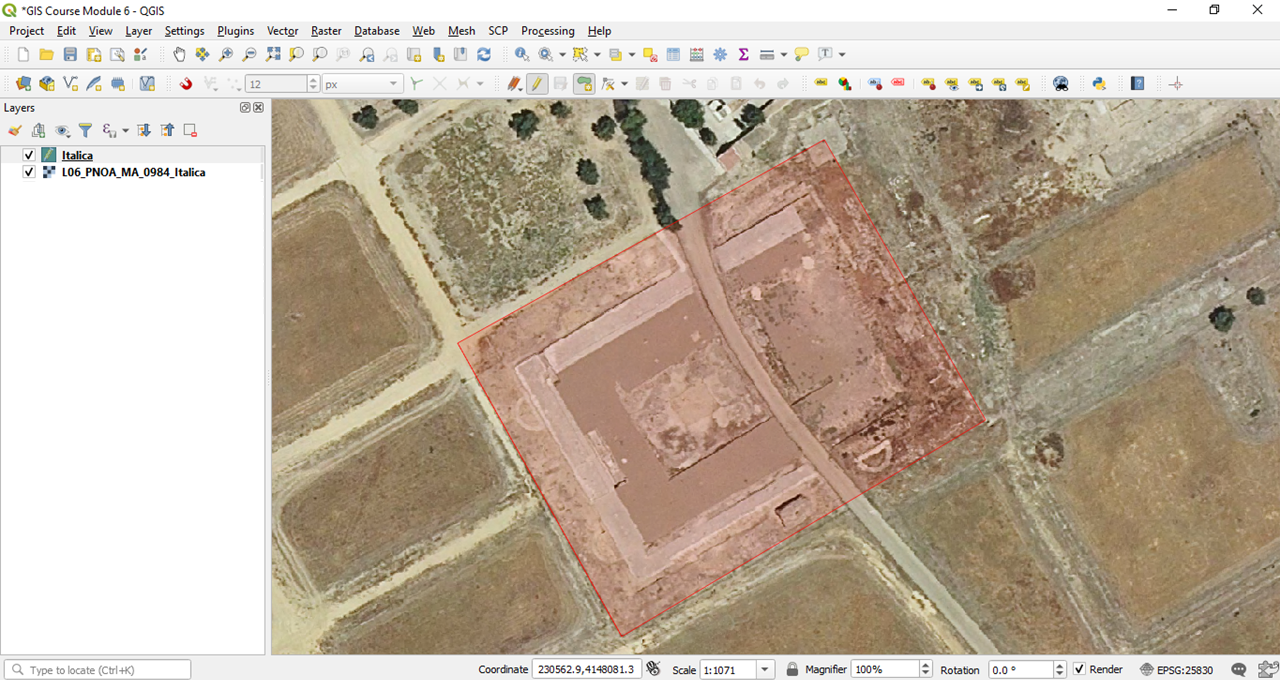 *GIS Course Module 6 - QGIS
Project Edit View Layer Settings Plugins Vector Raster Database Web Mesh SCP Processing Help
12 px
Layers
Italica
L06_PNOA_MA_0984_Italica
Type to locate (Ctrl+K) Coordinate 230562.9,4148081.3 Scale 1:1071 Magnifier 100% Rotation 0.0 ° Render EPSG:25830